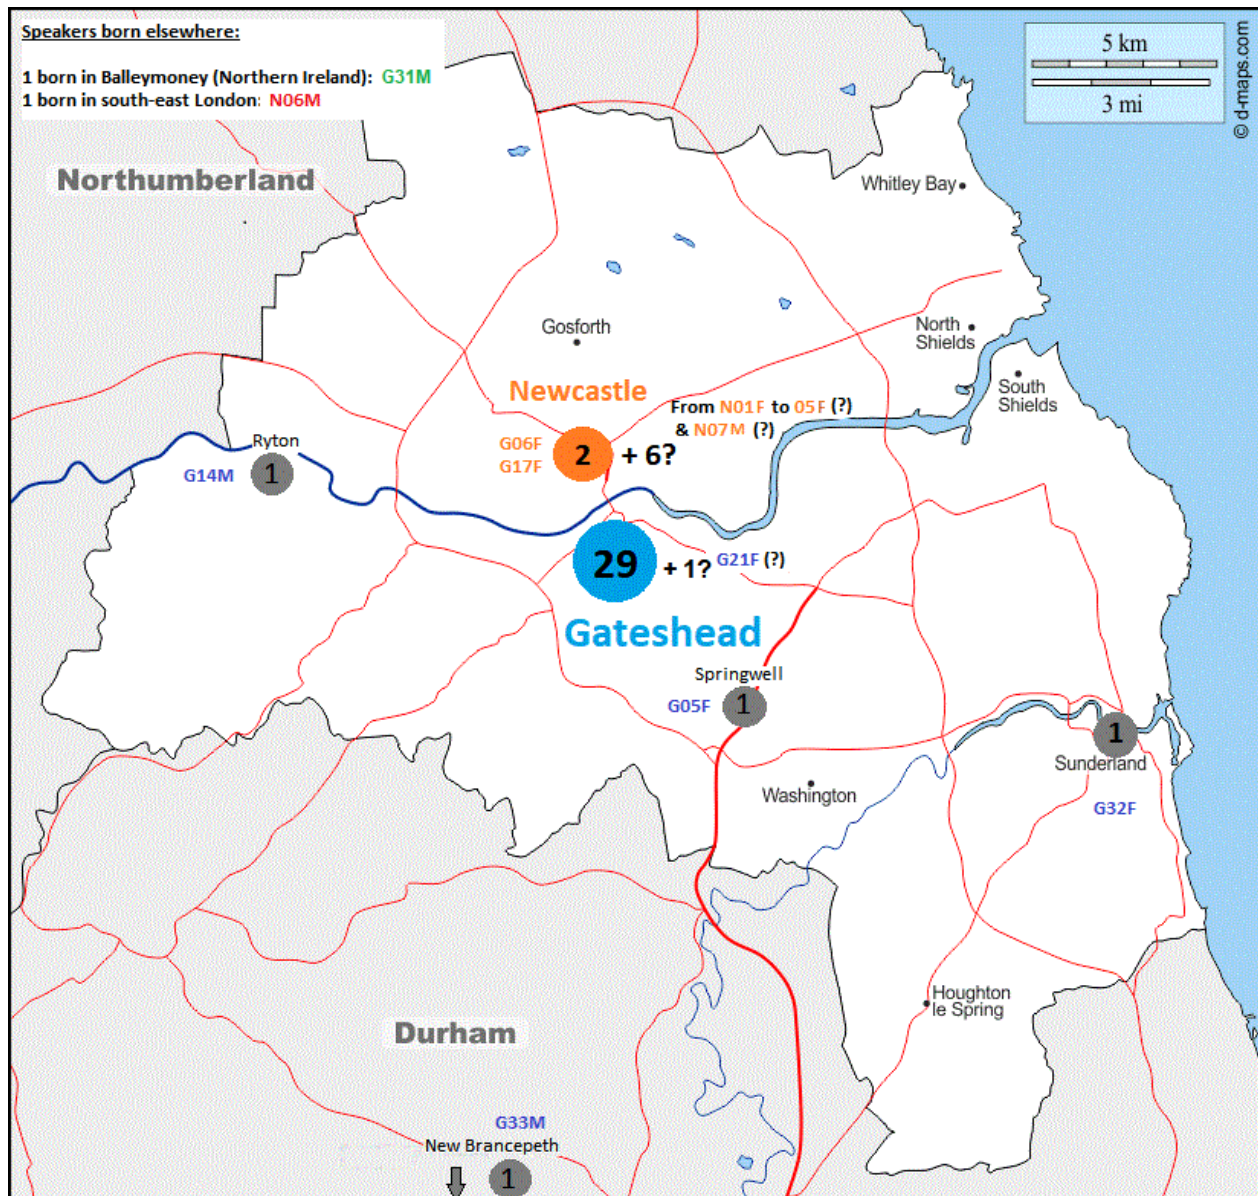 Speakers born elsewhere:
1 born in Balleymoney (Northern Ireland): G31M
1 born in south-east London: N06M
5 km
3 mi
© d-maps.com
Northumberland
Whitley Bay
Gosforth
North
Shields
South
Shields
Newcastle
From N01F to 05F (?)
& N07M (?)
G06F
G17F
2 + 6?
Ryton
G14M 1
29 + 1? G21F (?)
Gateshead
Springwell
G05F 1
1
Sunderland
G32F
Washington
Houghton
le Spring
Durham
G33M
New Brancepeth
1